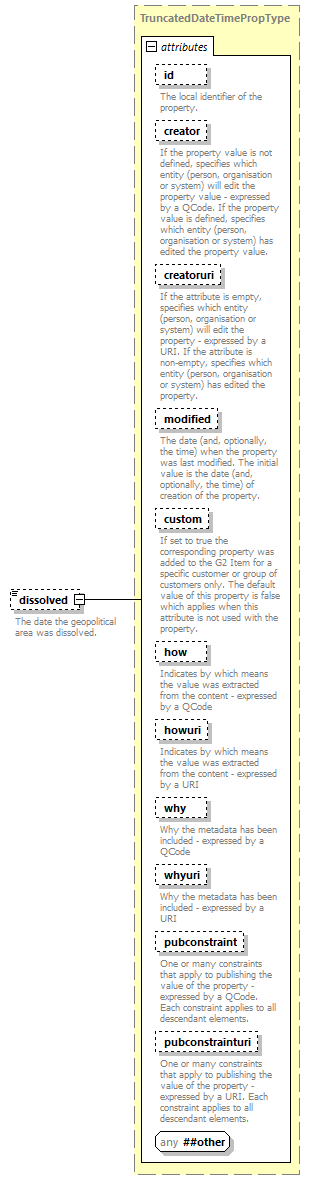 TruncatedDateTimePropType
attributes
id
The local identifier of the
property.
creator
If the property value is not
defined, specifies which
entity (person, organisation
or system) will edit the
property value - expressed
by a QCode. If the property
value is defined, specifies
which entity (person,
organisation or system) has
edited the property value.
creatoruri
If the attribute is empty,
specifies which entity
(person, organisation or
system) will edit the
property - expressed by a
URI. If the attribute is
non-empty, specifies which
entity (person, organisation
or system) has edited the
property.
modified
The date (and, optionally,
the time) when the property
was last modified. The initial
value is the date (and,
optionally, the time) of
creation of the property.
custom
If set to true the
corresponding property was
added to the G2 Item for a
specific customer or group of
customers only. The default
value of this property is false
which applies when this
attribute is not used with the
property.
dissolved
The date the geopolitical
area was dissolved.
how
Indicates by which means
the value was extracted
from the content - expressed
by a QCode
howuri
Indicates by which means
the value was extracted
from the content - expressed
by a URI
why
Why the metadata has been
included - expressed by a
QCode
whyuri
Why the metadata has been
included - expressed by a
URI
pubconstraint
One or many constraints
that apply to publishing the
value of the property -
expressed by a QCode.
Each constraint applies to all
descendant elements.
pubconstrainturi
One or many constraints
that apply to publishing the
value of the property -
expressed by a URI. Each
constraint applies to all
descendant elements.
any ##other